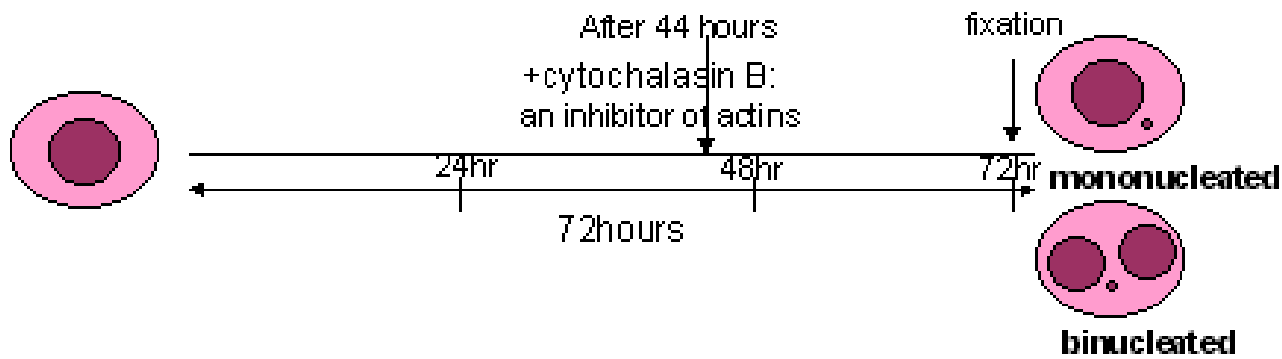 After 44 hours
fixation
+cytochalasin B:
an inhibitor of actins
24hr
48hr
72hr
mononucleated
72hours
binucleated